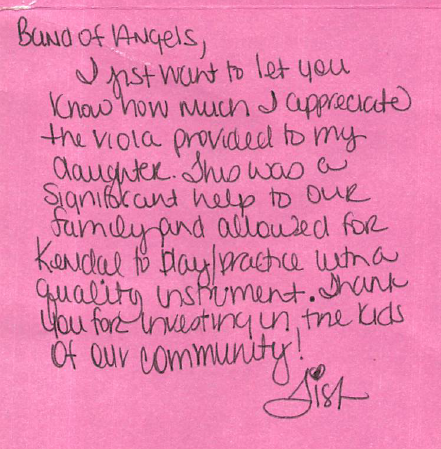 Band of Angels,
I just want to let you
know how much I appreciate
the viola provided to my
daughter. This was a
significant help to our
family and allowed for
Kendal to play/practice with a
quality instrument. Thank
you for investing in the kids
of our community!